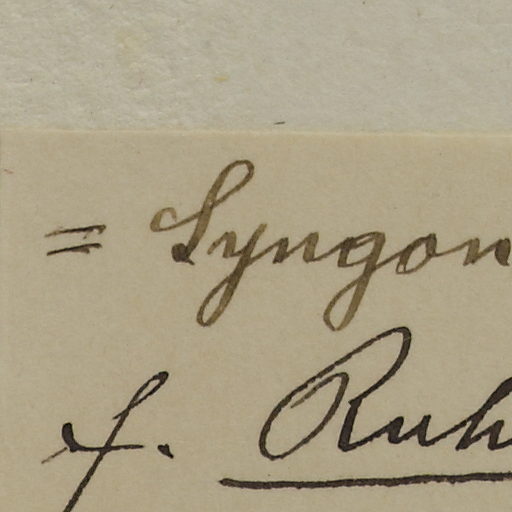 = Syngon
f. Ruh